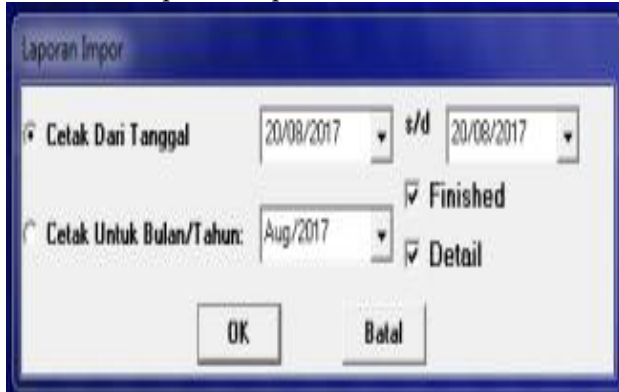 Laporan Impor
Cetak Dari Tanggal 20/08/2017 s/d 20/08/2017
Finished
Cetak Untuk Bulan/Tahun: Aug/2017
Detail
OK Batal